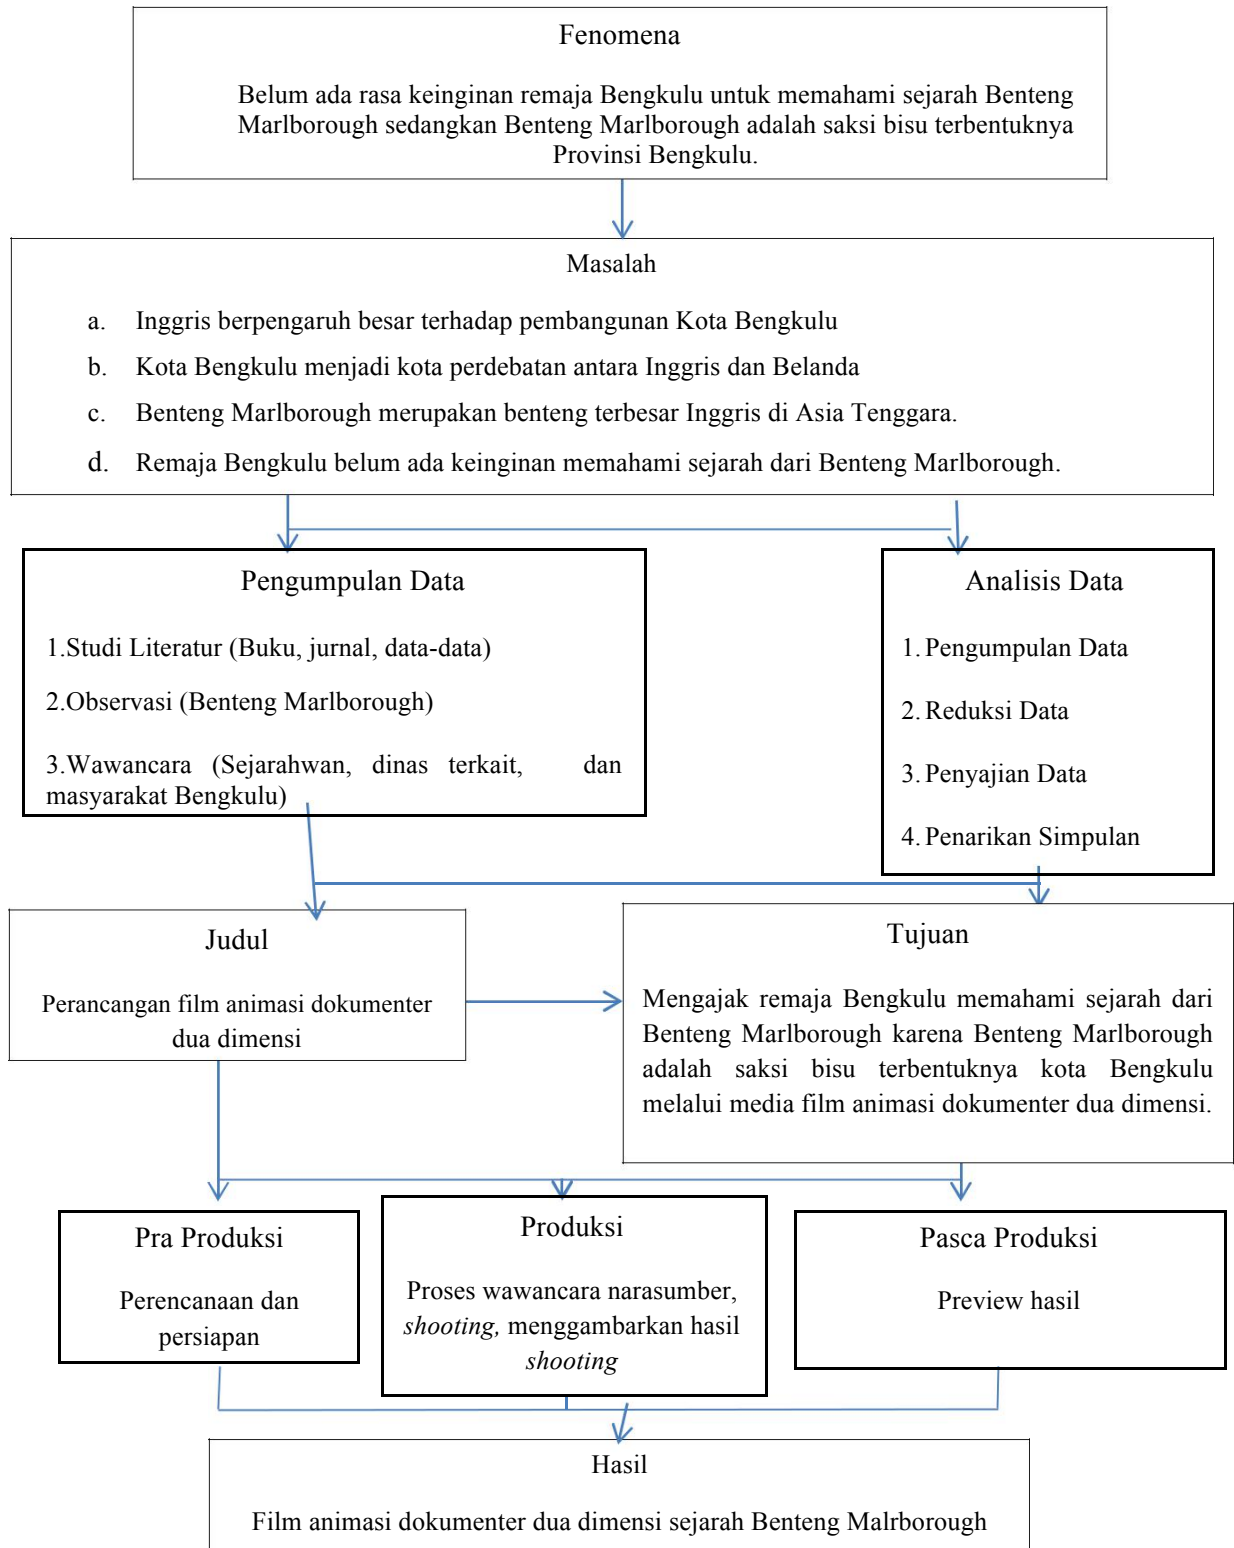 Fenomena
Belum ada rasa keinginan remaja Bengkulu untuk memahami sejarah Benteng
Marlborough sedangkan Benteng Marlborough adalah saksi bisu terbentuknya
Provinsi Bengkulu.
Masalah
a. Inggris berpengaruh besar terhadap pembangunan Kota Bengkulu
b. Kota Bengkulu menjadi kota perdebatan antara Inggris dan Belanda
c. Benteng Marlborough merupakan benteng terbesar Inggris di Asia Tenggara.
d. Remaja Bengkulu belum ada keinginan memahami sejarah dari Benteng Marlborough.
Pengumpulan Data
1.Studi Literatur (Buku, jurnal, data-data)
2.Observasi (Benteng Marlborough)
3.Wawancara (Sejarahwan, dinas terkait, dan
masyarakat Bengkulu)
Analisis Data
1. Pengumpulan Data
2. Reduksi Data
3. Penyajian Data
4. Penarikan Simpulan
Judul
Perancangan film animasi dokumenter
dua dimensi
Tujuan
Mengajak remaja Bengkulu memahami sejarah dari
Benteng Marlborough karena Benteng Marlborough
adalah saksi bisu terbentuknya kota Bengkulu
melalui media film animasi dokumenter dua dimensi.
Pra Produksi
Perencanaan dan
persiapan
Produksi
Proses wawancara narasumber,
shooting, menggambarkan hasil
shooting
Pasca Produksi
Preview hasil
Hasil
Film animasi dokumenter dua dimensi sejarah Benteng Malrborough